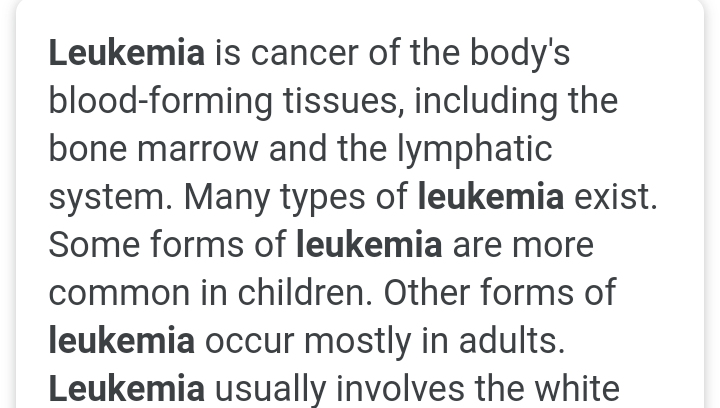 Leukemia is cancer of the body's
blood-forming tissues, including the
bone marrow and the lymphatic
system. Many types of leukemia exist.
Some forms of leukemia are more
common in children. Other forms of
leukemia occur mostly in adults.
Leukemia usually involves the white